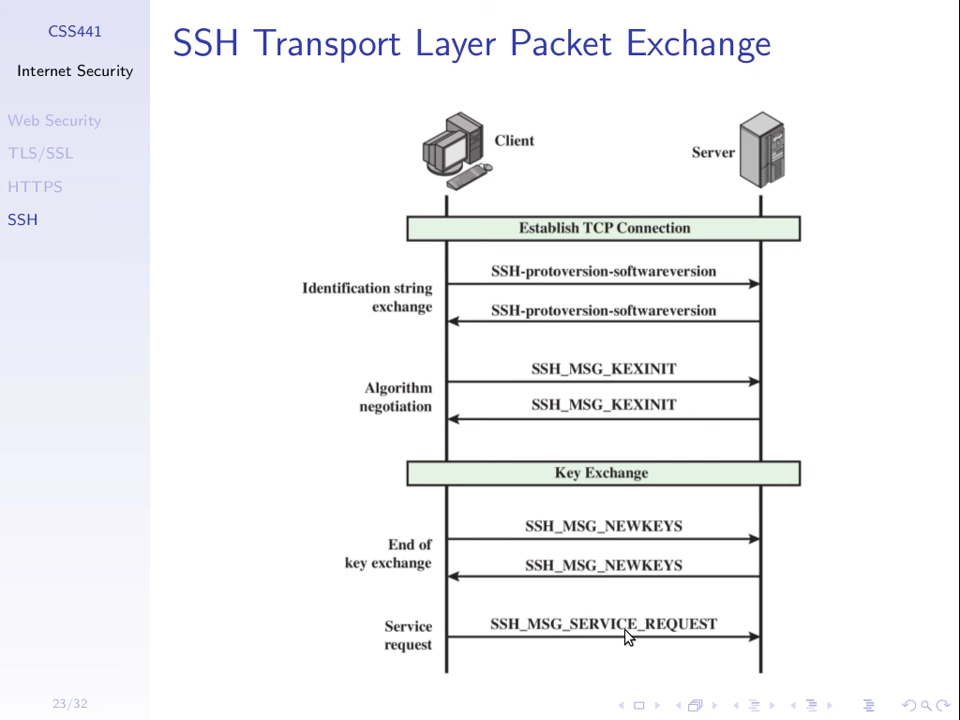 CSS441
Internet Security
Web Security
TLS/SSL
HTTPS
SSH
SSH Transport Layer Packet Exchange
Client
Server
Establish TCP Connection
Identification string
exchange
SSH-protoversion-softwareversion
SSH-protoversion-softwareversion
Algorithm
negotiation
SSH_MSG_KEXINIT
SSH_MSG_KEXINIT
Key Exchange
End of
key exchange
SSH_MSG_NEWKEYS
SSH_MSG_NEWKEYS
Service
request
SSH_MSG_SERVICE_REQUEST
23/32